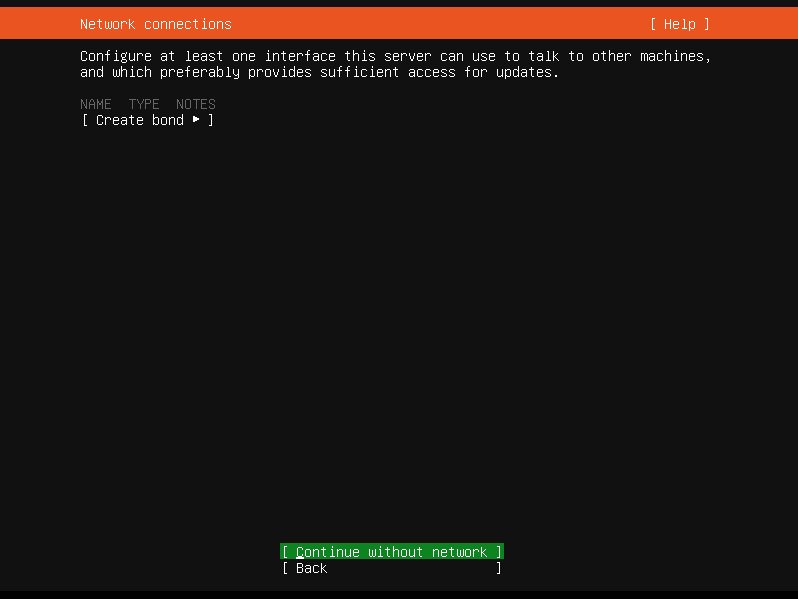 Network connections [ Help ]
Configure at least one interface this server can use to talk to other machines,
and which preferably provides sufficient access for updates.
NAME TYPE NOTES
[ Create bond ▸ ]
[ Continue without network ]
[ Back ]